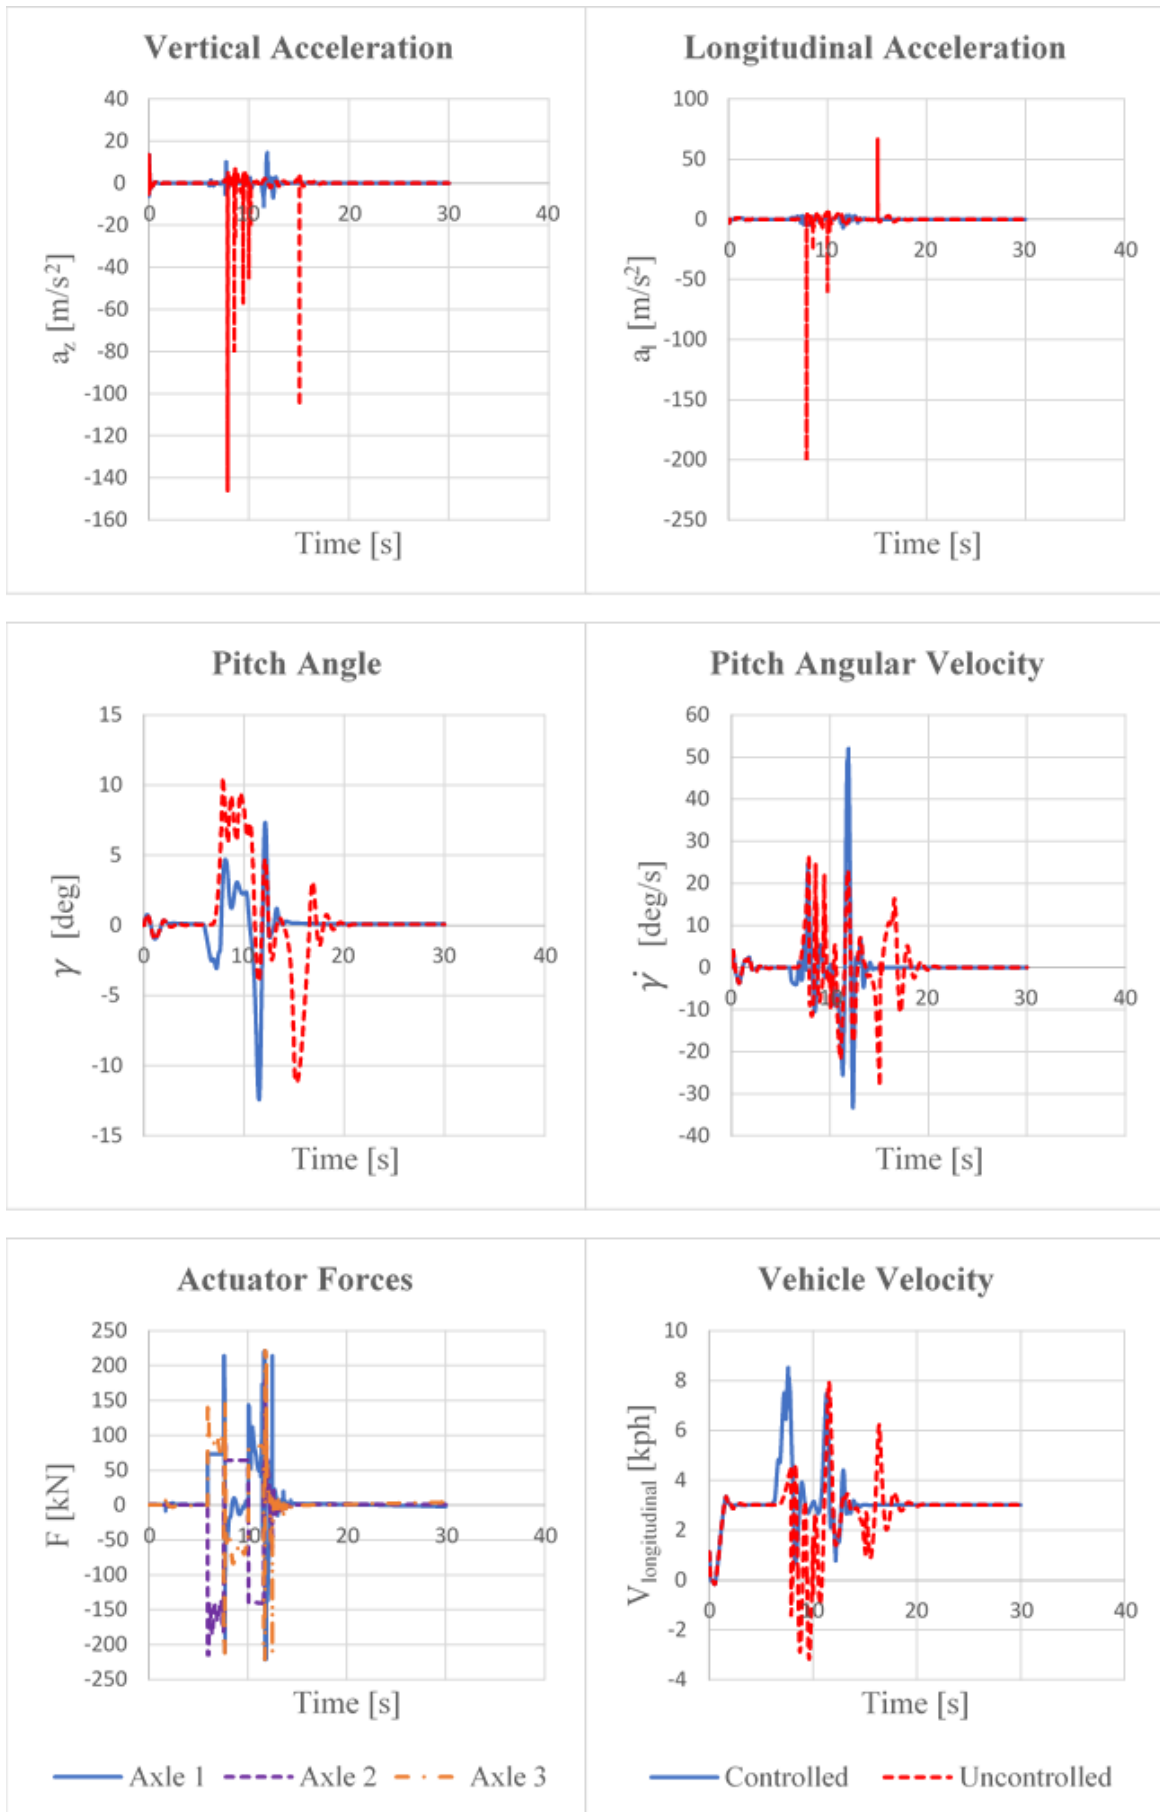 Vertical Acceleration
40
20
0
-20
-40
-60
-80
-100
-120
-140
-160
0 10 20 30 40
a_z [m/s²]
Time [s]
Longitudinal Acceleration
100
50
0
-50
-100
-150
-200
-250
0 10 20 30 40
a_l [m/s²]
Time [s]
Pitch Angle
15
10
5
0
-5
-10
-15
0 10 20 30 40
γ [deg]
Time [s]
Pitch Angular Velocity
60
50
40
30
20
10
0
-10
-20
-30
-40
0 10 20 30 40
γ̇ [deg/s]
Time [s]
Actuator Forces
250
200
150
100
50
0
-50
-100
-150
-200
-250
0 10 20 30 40
F [kN]
Time [s]
Axle 1 Axle 2 Axle 3
Vehicle Velocity
10
8
6
4
2
0
-2
-4
0 10 20 30 40
V_longitudinal [kph]
Time [s]
Controlled Uncontrolled